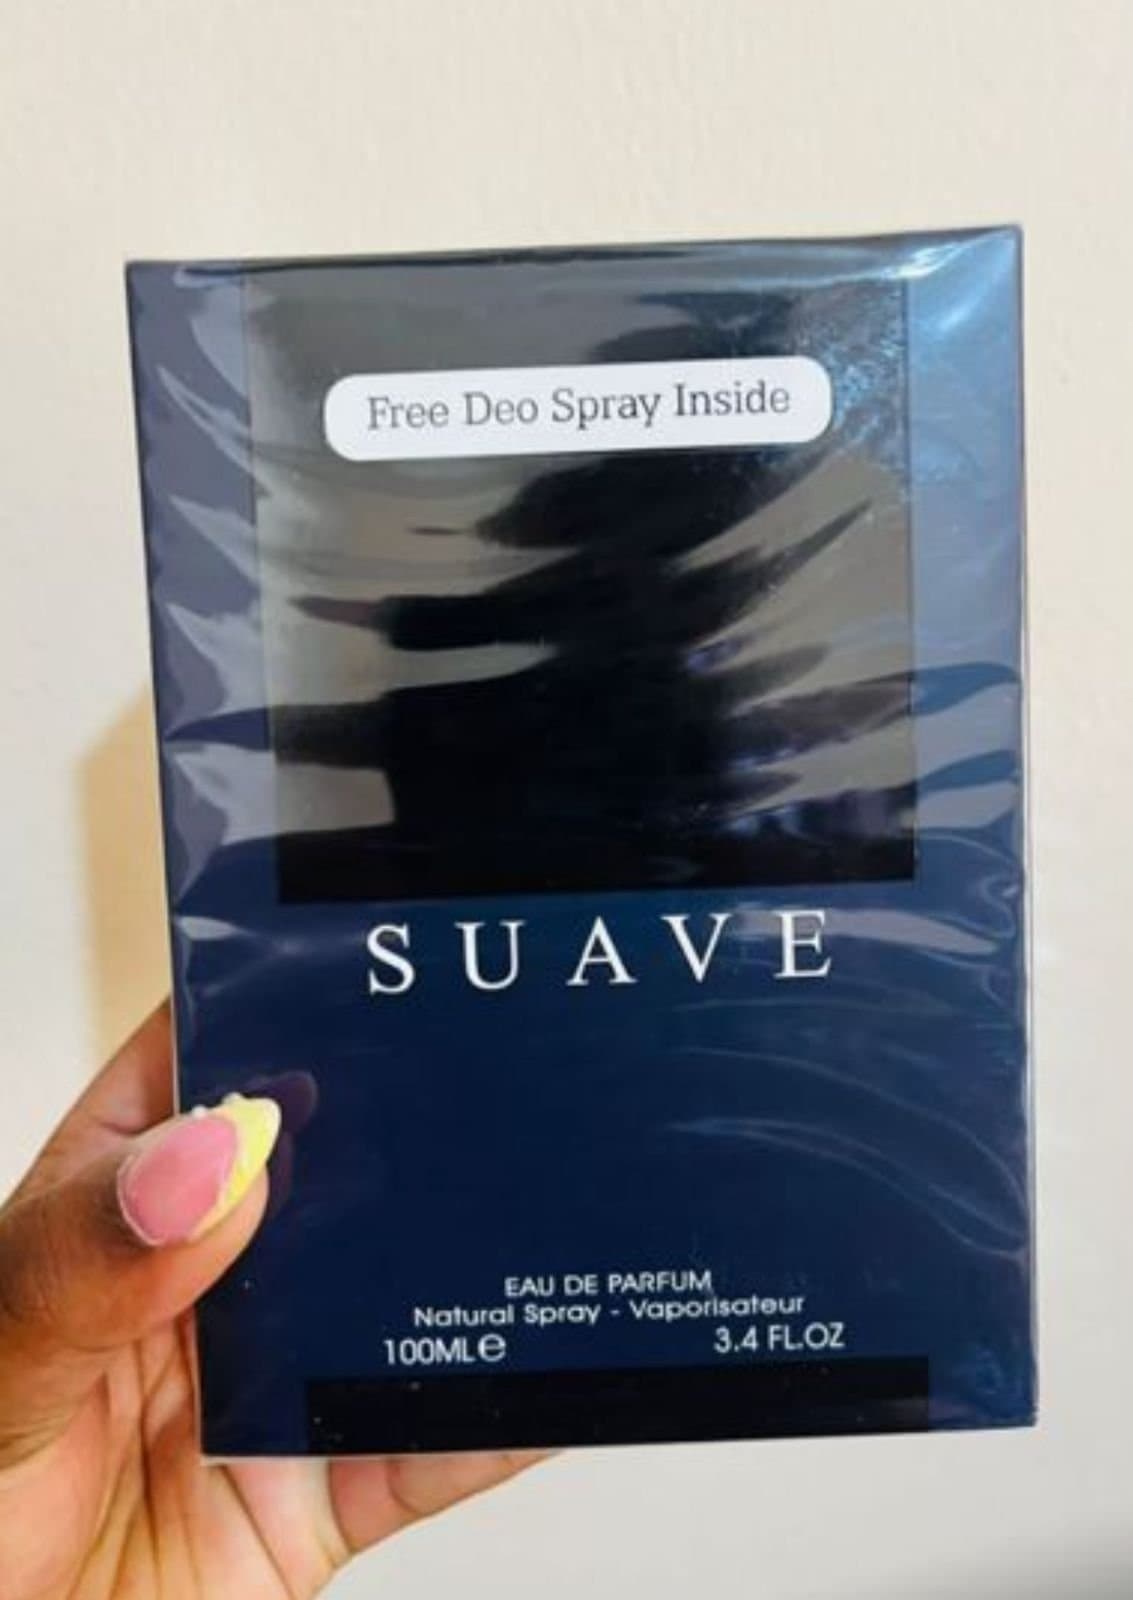 Free Deo Spray Inside
SUAVE
EAU DE PARFUM
Natural Spray - Vaporisateur
100ML℮ 3.4 FL.OZ